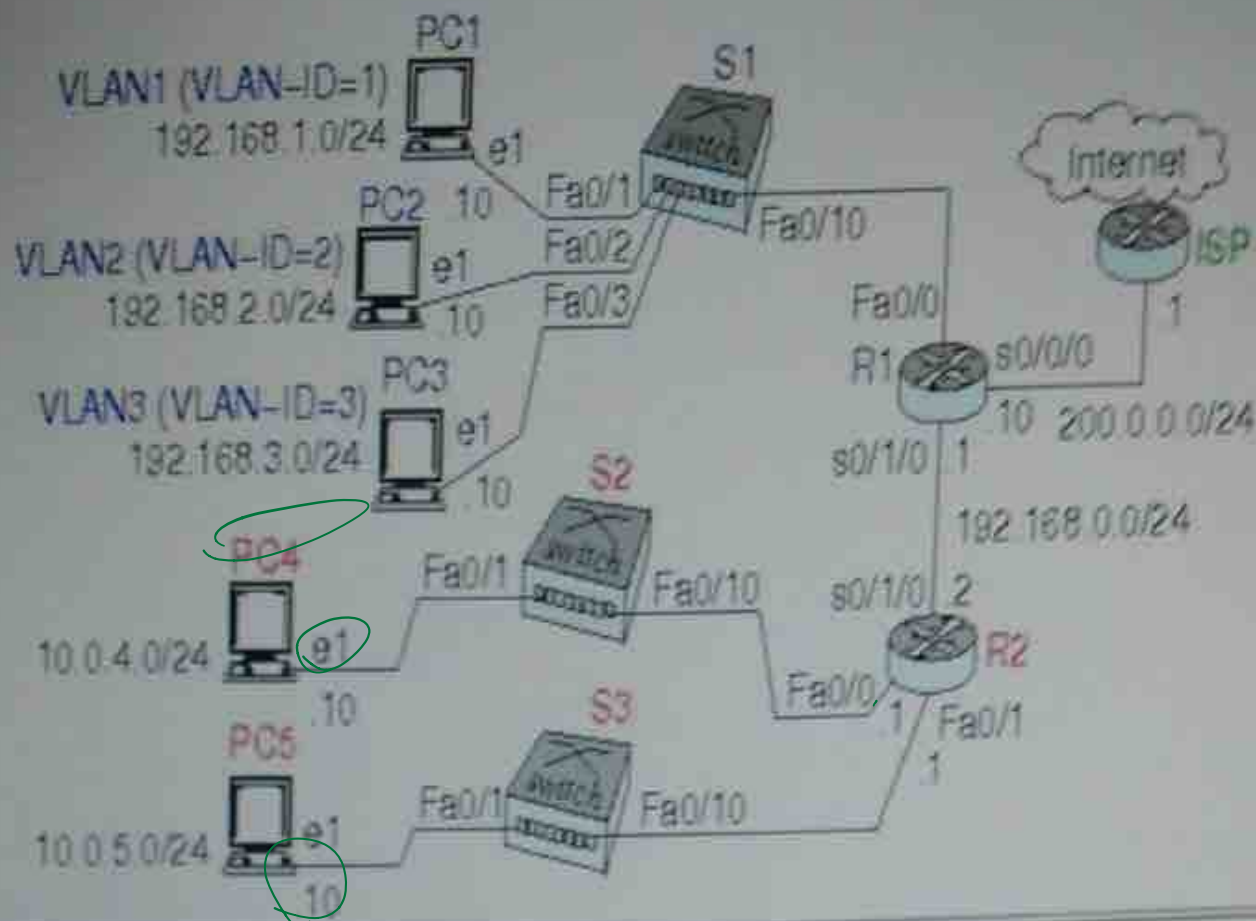 PC1
VLAN1 (VLAN-ID=1)
192.168.1.0/24
e1
.10
S1
switch
Fa0/1
Fa0/2
Fa0/3
Fa0/10
PC2
VLAN2 (VLAN-ID=2)
192.168.2.0/24
e1
.10
Internet
ISP
.1
Fa0/0
R1
s0/0/0
.10
200.0.0.0/24
s0/1/0
.1
PC3
VLAN3 (VLAN-ID=3)
192.168.3.0/24
e1
.10
192.168.0.0/24
S2
switch
PC4
10.0.4.0/24
e1
.10
Fa0/1
Fa0/10
s0/1/0
.2
R2
Fa0/0
.1
Fa0/1
.1
S3
switch
PC5
10.0.5.0/24
e1
.10
Fa0/1
Fa0/10